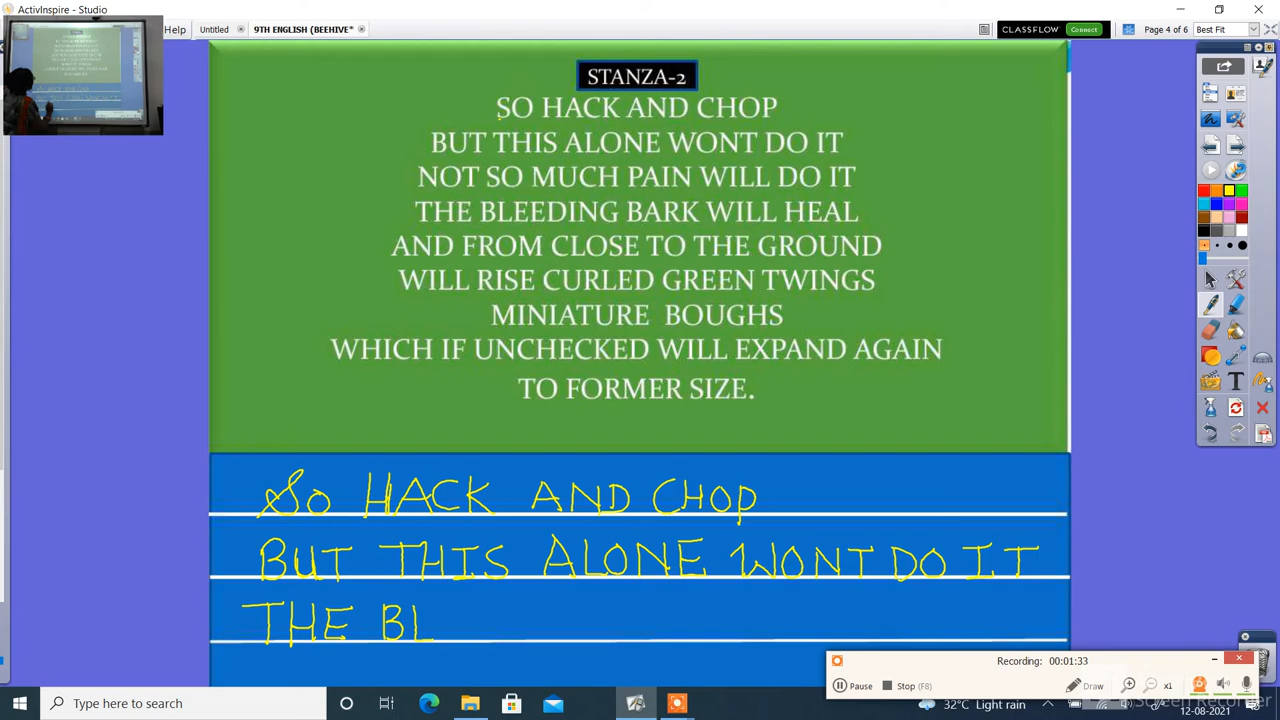 ActivInspire - Studio
Help
Untitled
9TH ENGLISH (BEEHIVE*
CLASSFLOW
Connect
Page 4 of 6
Best Fit
STANZA-2
SO HACK AND CHOP
BUT THIS ALONE WONT DO IT
NOT SO MUCH PAIN WILL DO IT
THE BLEEDING BARK WILL HEAL
AND FROM CLOSE TO THE GROUND
WILL RISE CURLED GREEN TWINGS
MINIATURE BOUGHS
WHICH IF UNCHECKED WILL EXPAND AGAIN
TO FORMER SIZE.
So HACK AND CHOP
BUT THIS ALONE WONT DO IT
THE BL
Recording: 00:01:33
Pause
Stop (F8)
Draw
x1
Screen Recorder
Type here to search
32°C Light rain
12-08-2021